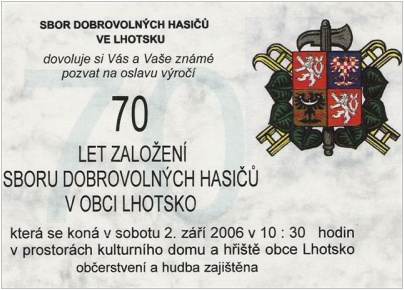 SBOR DOBROVOLNÝCH HASIČŮ
VE LHOTSKU
dovoluje si Vás a Vaše známé
pozvat na oslavu výročí
70
LET ZALOŽENÍ
SBORU DOBROVOLNÝCH HASIČŮ
V OBCI LHOTSKO
která se koná v sobotu 2. září 2006 v 10 : 30 hodin
v prostorách kulturního domu a hřiště obce Lhotsko
občerstvení a hudba zajištěna